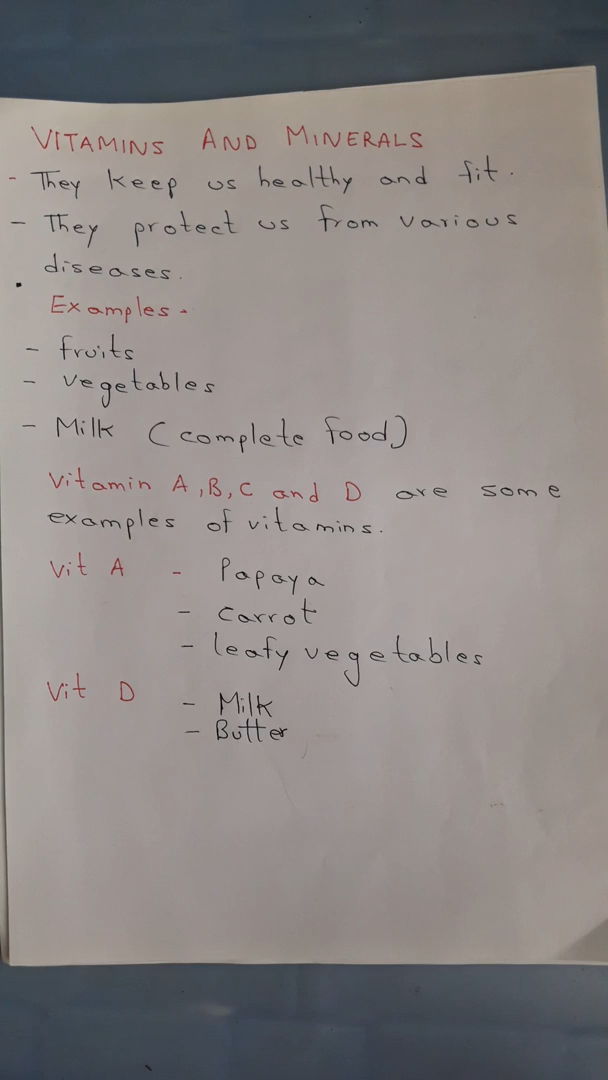 VITAMINS AND MINERALS
- They keep us healthy and fit.
- They protect us from various
diseases.
Examples -
- fruits
- vegetables
- Milk (complete food)
Vitamin A, B, C and D are some
examples of vitamins.
Vit A - Papaya
- carrot
- leafy vegetables
Vit D - Milk
- Butter